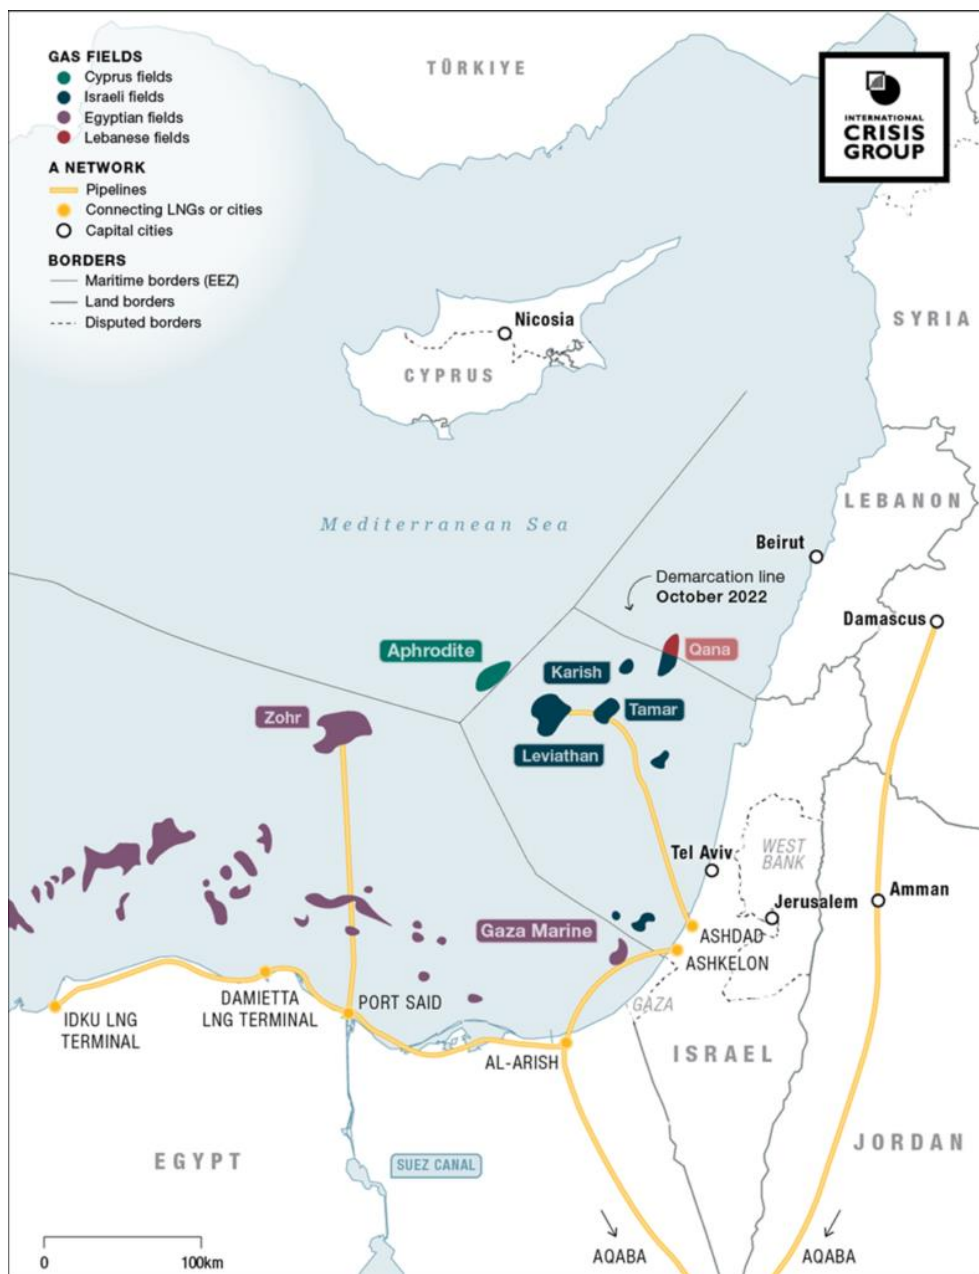 GAS FIELDS
Cyprus fields
Israeli fields
Egyptian fields
Lebanese fields
A NETWORK
Pipelines
Connecting LNGs or cities
Capital cities
BORDERS
Maritime borders (EEZ)
Land borders
Disputed borders
TÜRKIYE
INTERNATIONAL
CRISIS
GROUP
Nicosia
CYPRUS
SYRIA
LEBANON
Mediterranean Sea
Beirut
Demarcation line
October 2022
Damascus
Aphrodite
Karish
Qana
Zohr
Tamar
Leviathan
Tel Aviv
WEST
BANK
Jerusalem
Amman
Gaza Marine
ASHDAD
ASHKELON
IDKU LNG
TERMINAL
DAMIETTA
LNG TERMINAL
PORT SAID
GAZA
AL-ARISH
ISRAEL
EGYPT
SUEZ CANAL
JORDAN
AQABA
AQABA
0
100km